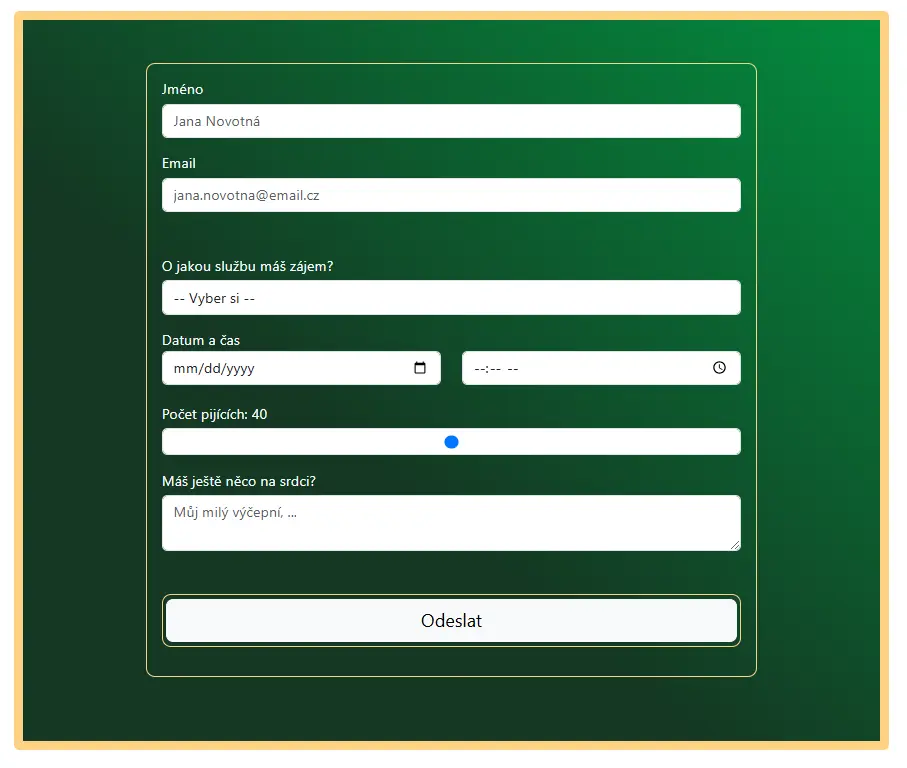 Jméno
Jana Novotná
Email
jana.novotna@email.cz
O jakou službu máš zájem?
-- Vyber si --
Datum a čas
mm/dd/yyyy --:-- --
Počet pijících: 40
Máš ještě něco na srdci?
Můj milý výčepní, ...
Odeslat